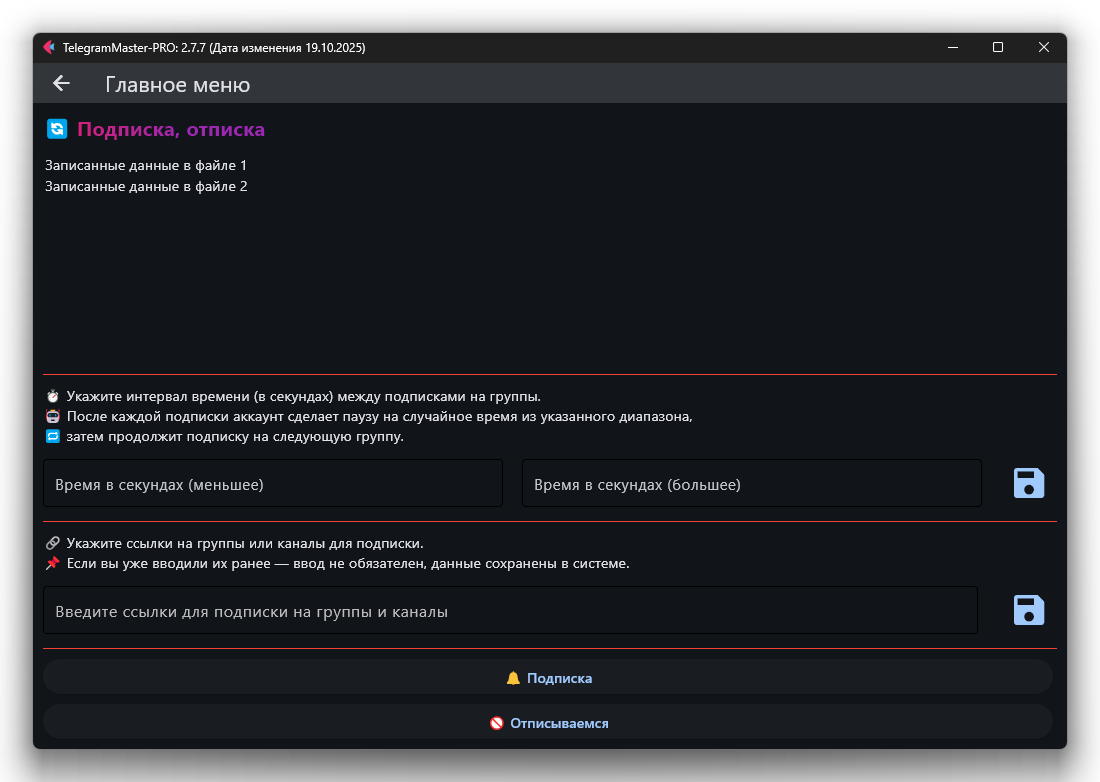 TelegramMaster-PRO: 2.7.7 (Дата изменения 19.10.2025)
Главное меню
🔄 Подписка, отписка
Записанные данные в файле 1
Записанные данные в файле 2
⏱ Укажите интервал времени (в секундах) между подписками на группы.
🤖 После каждой подписки аккаунт сделает паузу на случайное время из указанного диапазона,
🔁 затем продолжит подписку на следующую группу.
Время в секундах (меньшее) Время в секундах (большее)
🔗 Укажите ссылки на группы или каналы для подписки.
📌 Если вы уже вводили их ранее — ввод не обязателен, данные сохранены в системе.
Введите ссылки для подписки на группы и каналы
🔔 Подписка
🚫 Отписываемся